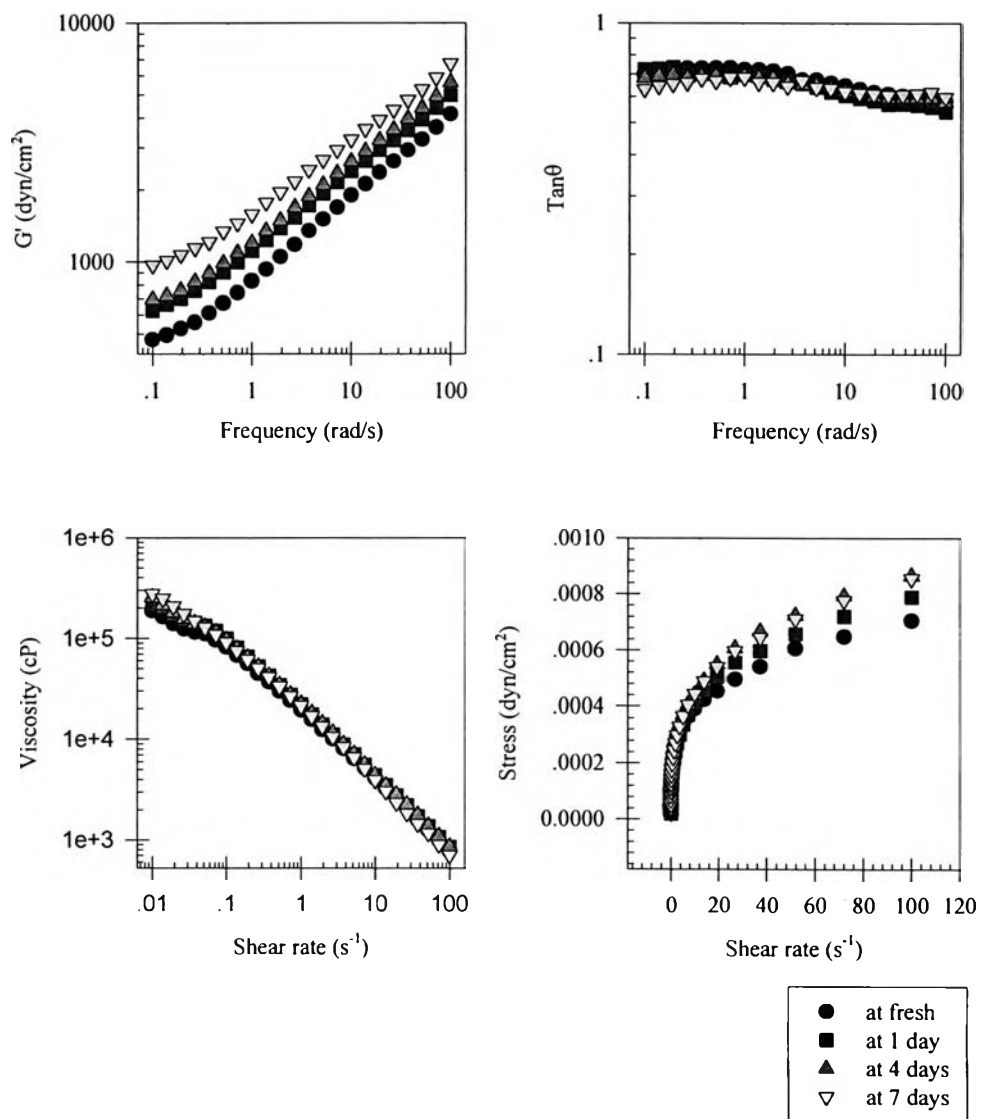 10000
1000
G' (dyn/cm²)
.1 1 10 100
Frequency (rad/s)
1
.1
Tanθ
.1 1 10 100
Frequency (rad/s)
1e+6
1e+5
1e+4
1e+3
Viscosity (cP)
.01 .1 1 10 100
Shear rate (s⁻¹)
.0010
.0008
.0006
.0004
.0002
0.0000
Stress (dyn/cm²)
0 20 40 60 80 100 120
Shear rate (s⁻¹)
at fresh
at 1 day
at 4 days
at 7 days